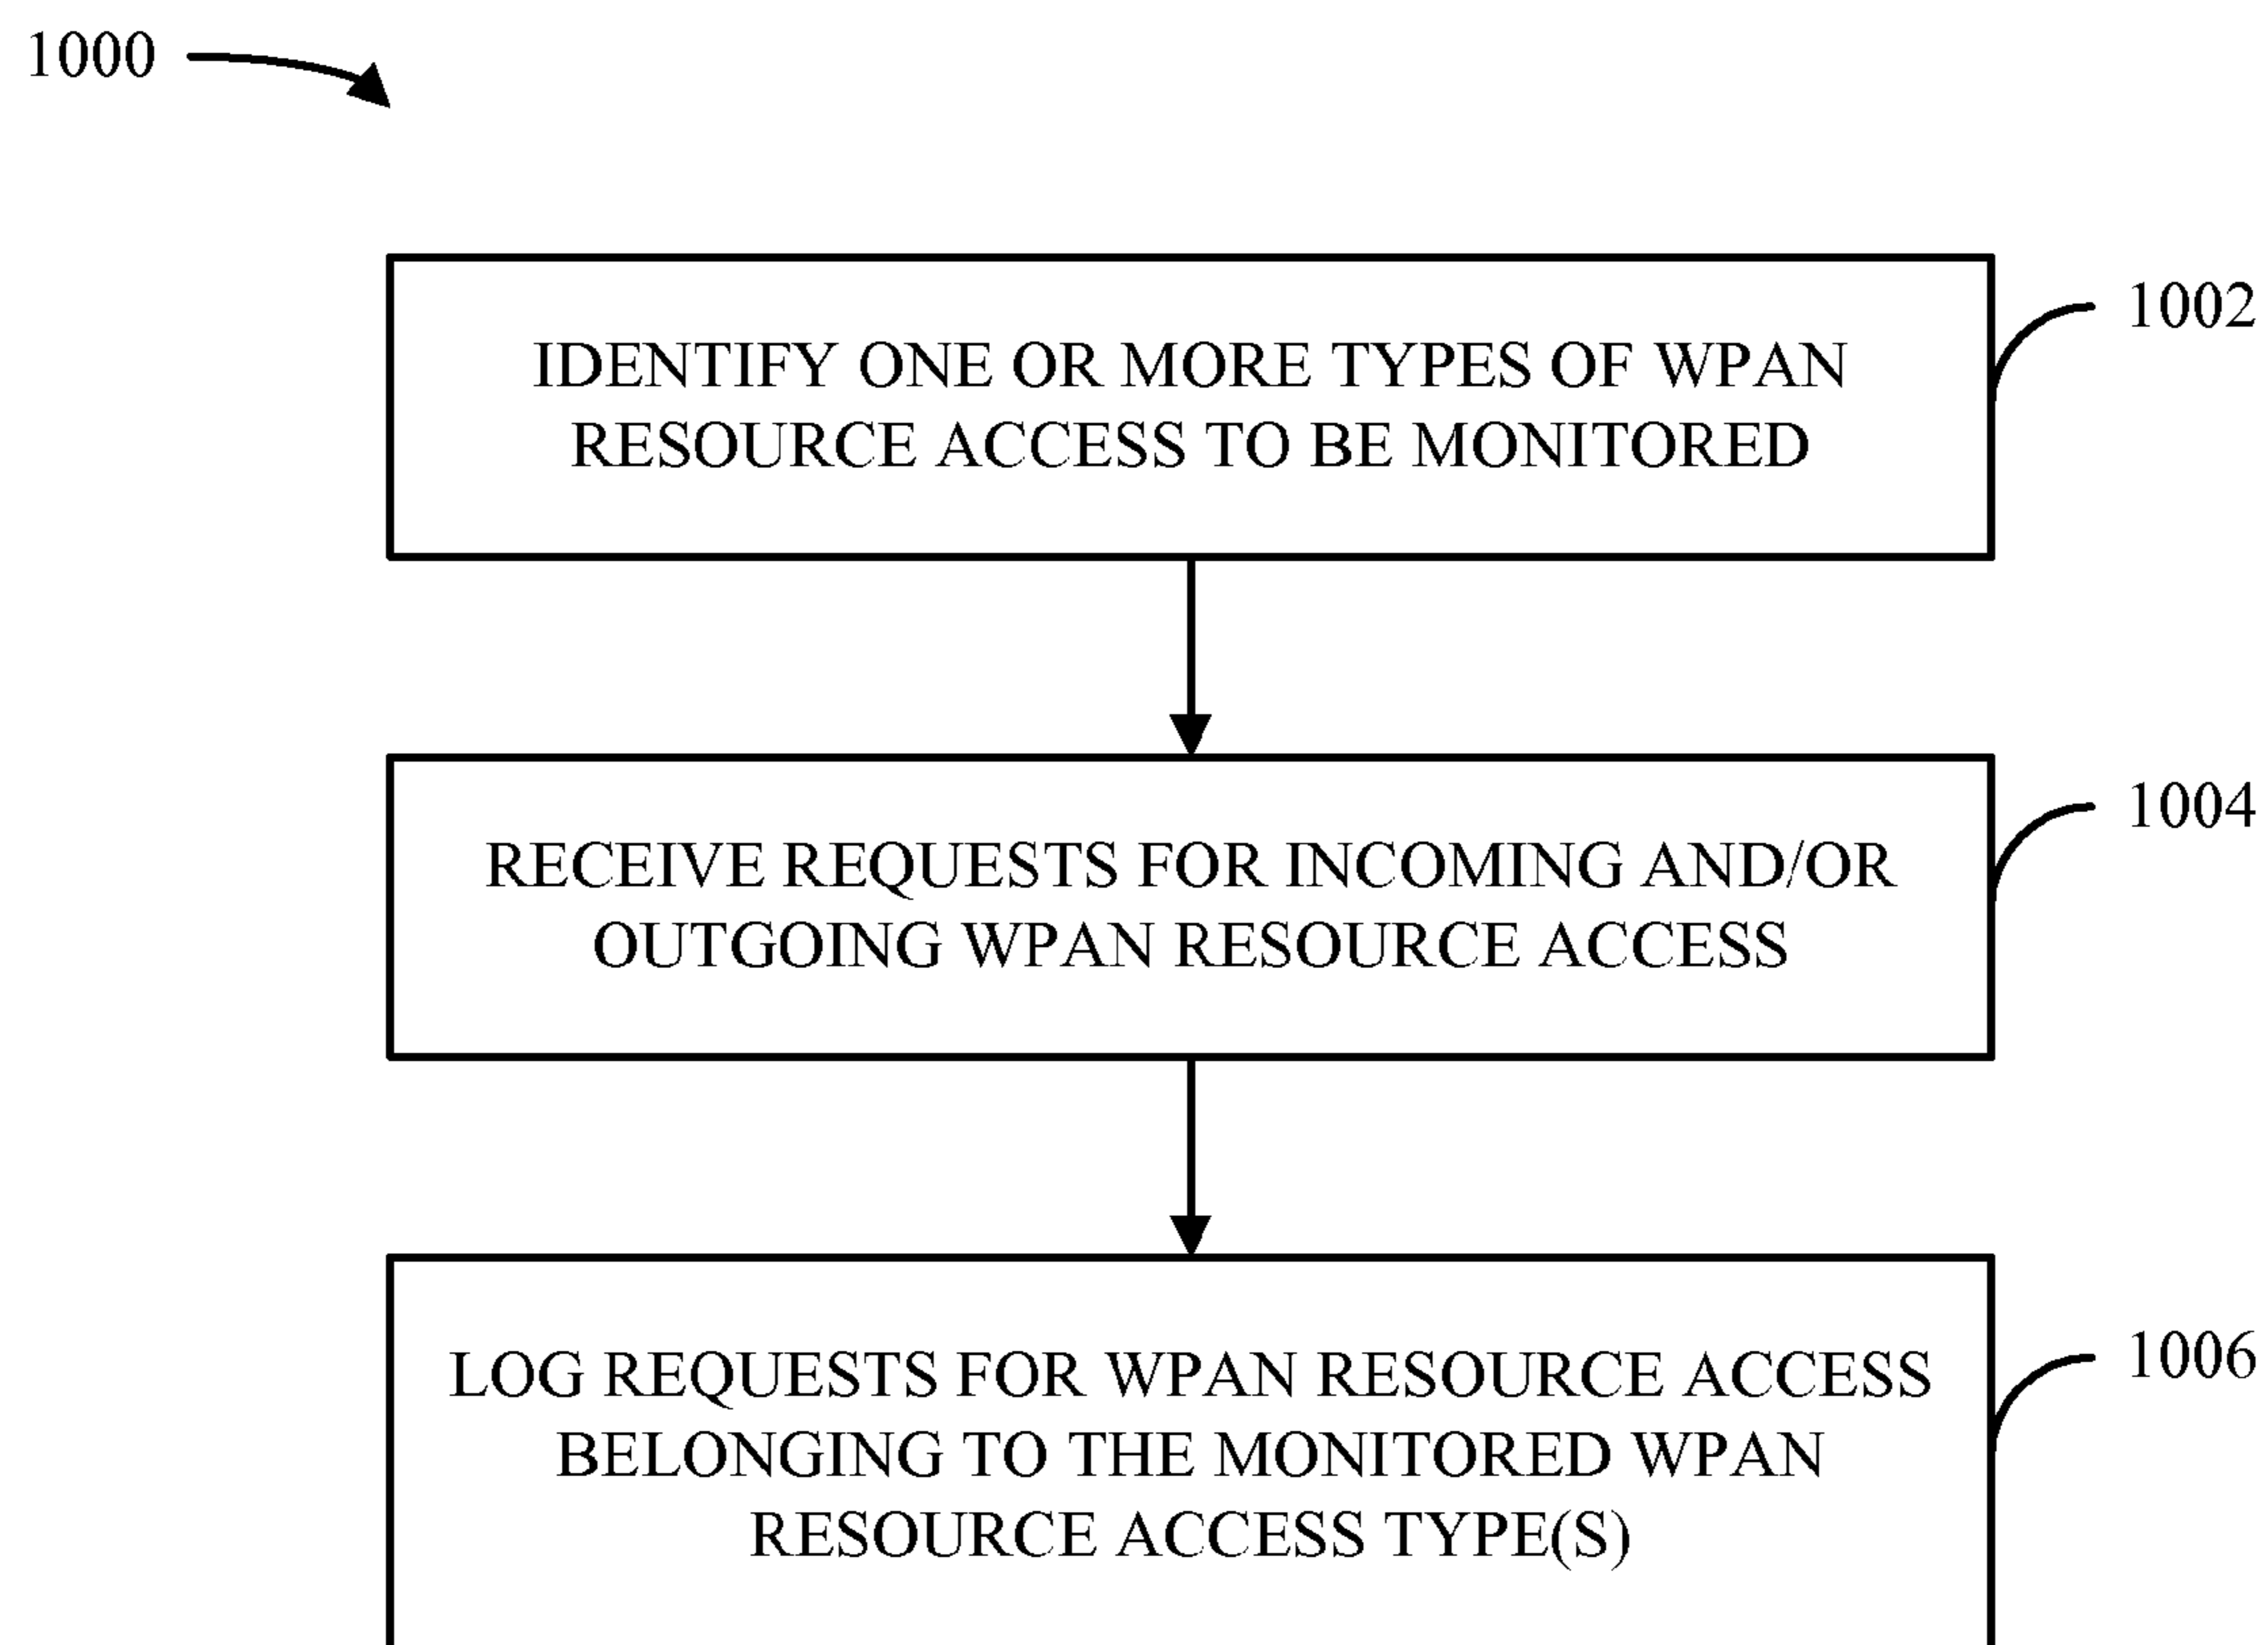 1000
1002
IDENTIFY ONE OR MORE TYPES OF WPAN
RESOURCE ACCESS TO BE MONITORED
1004
RECEIVE REQUESTS FOR INCOMING AND/OR
OUTGOING WPAN RESOURCE ACCESS
1006
LOG REQUESTS FOR WPAN RESOURCE ACCESS
BELONGING TO THE MONITORED WPAN
RESOURCE ACCESS TYPE(S)